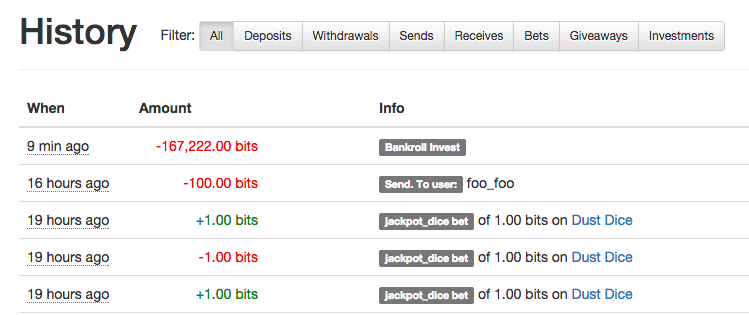 History Filter: All Deposits Withdrawals Sends Receives Bets Giveaways Investments
When Amount Info
9 min ago -167,222.00 bits Bankroll Invest
16 hours ago -100.00 bits Send. To user: foo_foo
19 hours ago +1.00 bits jackpot_dice bet of 1.00 bits on Dust Dice
19 hours ago -1.00 bits jackpot_dice bet of 1.00 bits on Dust Dice
19 hours ago +1.00 bits jackpot_dice bet of 1.00 bits on Dust Dice